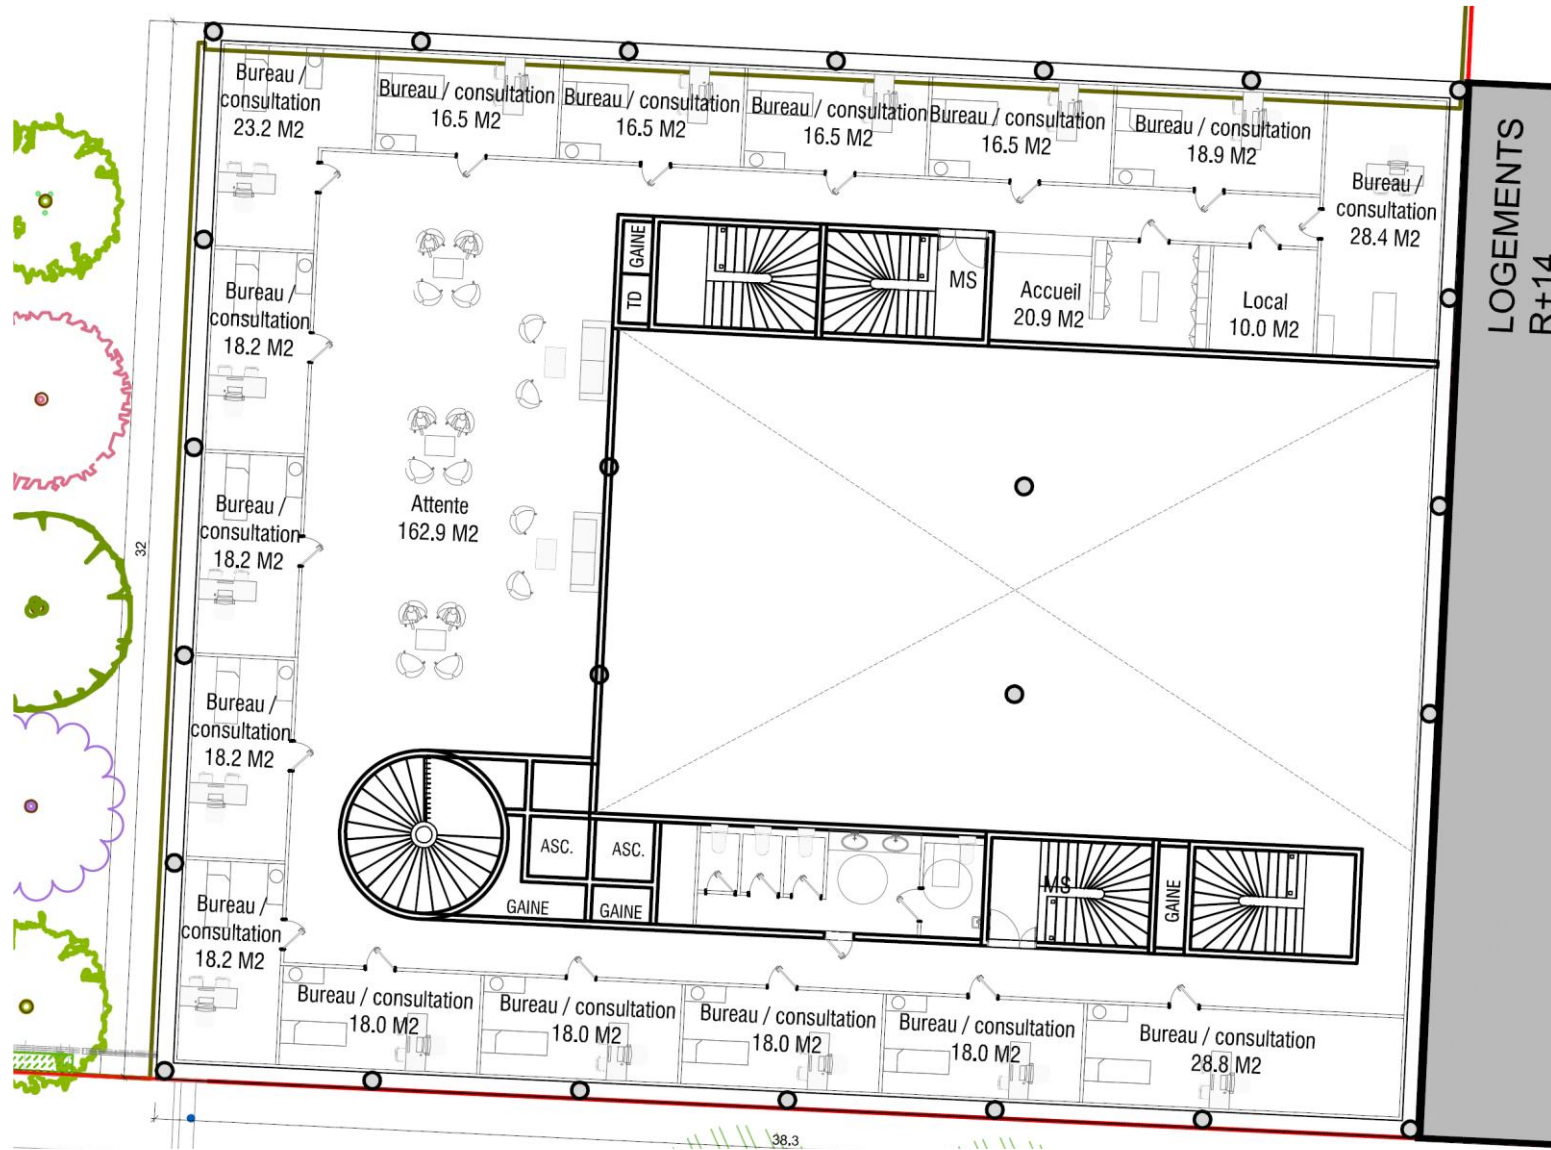 Bureau /
consultation
23.2 M2
Bureau / consultation
16.5 M2
Bureau / consultation
16.5 M2
Bureau / consultation
16.5 M2
Bureau / consultation
16.5 M2
Bureau / consultation
18.9 M2
Bureau /
consultation
28.4 M2
LOGEMENTS
R+14
GAINE
TD
MS
Accueil
20.9 M2
Local
10.0 M2
Bureau /
consultation
18.2 M2
Bureau /
consultation
18.2 M2
Attente
162.9 M2
32
Bureau /
consultation
18.2 M2
ASC.
ASC.
GAINE
GAINE
MS
GAINE
Bureau /
consultation
18.2 M2
Bureau / consultation
18.0 M2
Bureau / consultation
18.0 M2
Bureau / consultation
18.0 M2
Bureau / consultation
18.0 M2
Bureau / consultation
28.8 M2
38.3